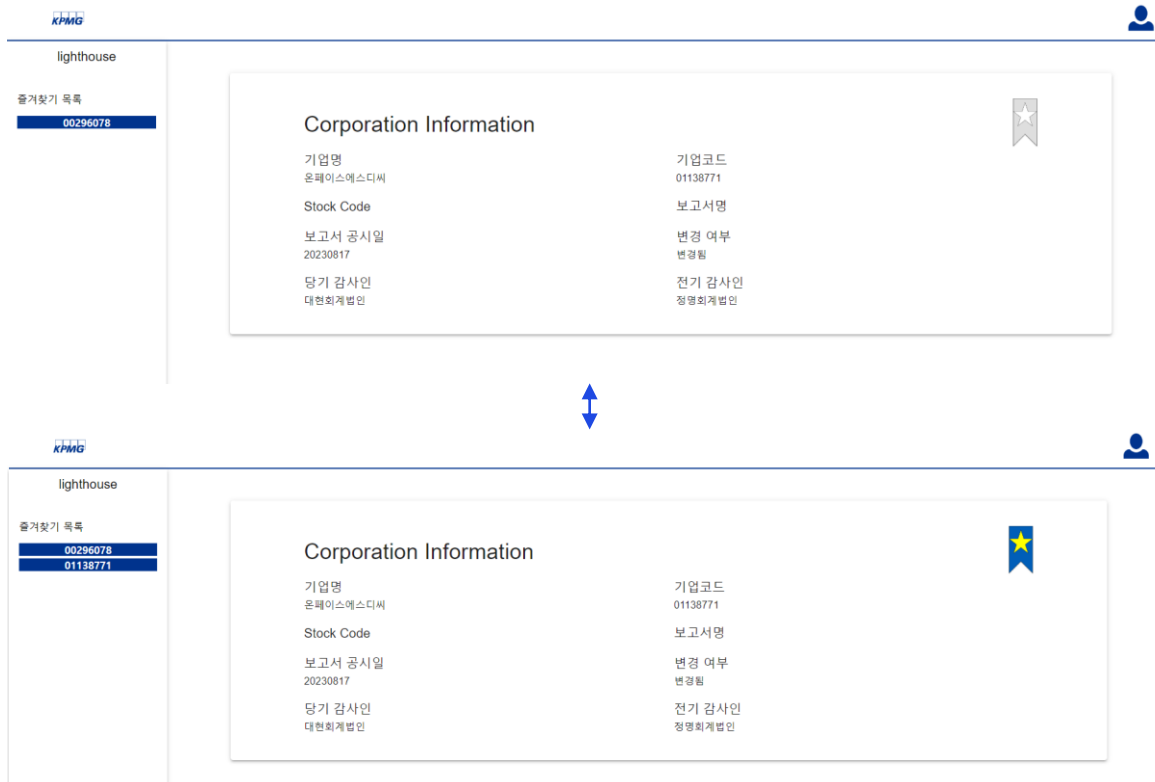 KPMG
lighthouse
즐겨찾기 목록
00296078
Corporation Information
기업명
온페이스에스디씨
기업코드
01138771
Stock Code
보고서명
보고서 공시일
20230817
변경 여부
변경됨
당기 감사인
대현회계법인
전기 감사인
정명회계법인
KPMG
lighthouse
즐겨찾기 목록
00296078
01138771
Corporation Information
기업명
온페이스에스디씨
기업코드
01138771
Stock Code
보고서명
보고서 공시일
20230817
변경 여부
변경됨
당기 감사인
대현회계법인
전기 감사인
정명회계법인